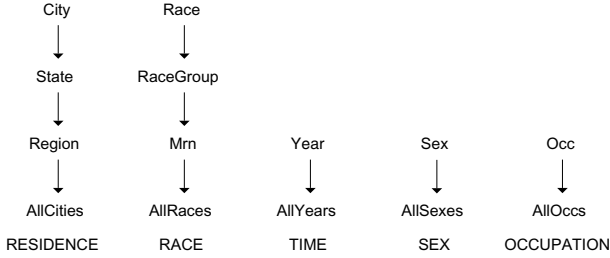 City Race
State RaceGroup
Region Mrn Year Sex Occ
AllCities AllRaces AllYears AllSexes AllOccs
RESIDENCE RACE TIME SEX OCCUPATION